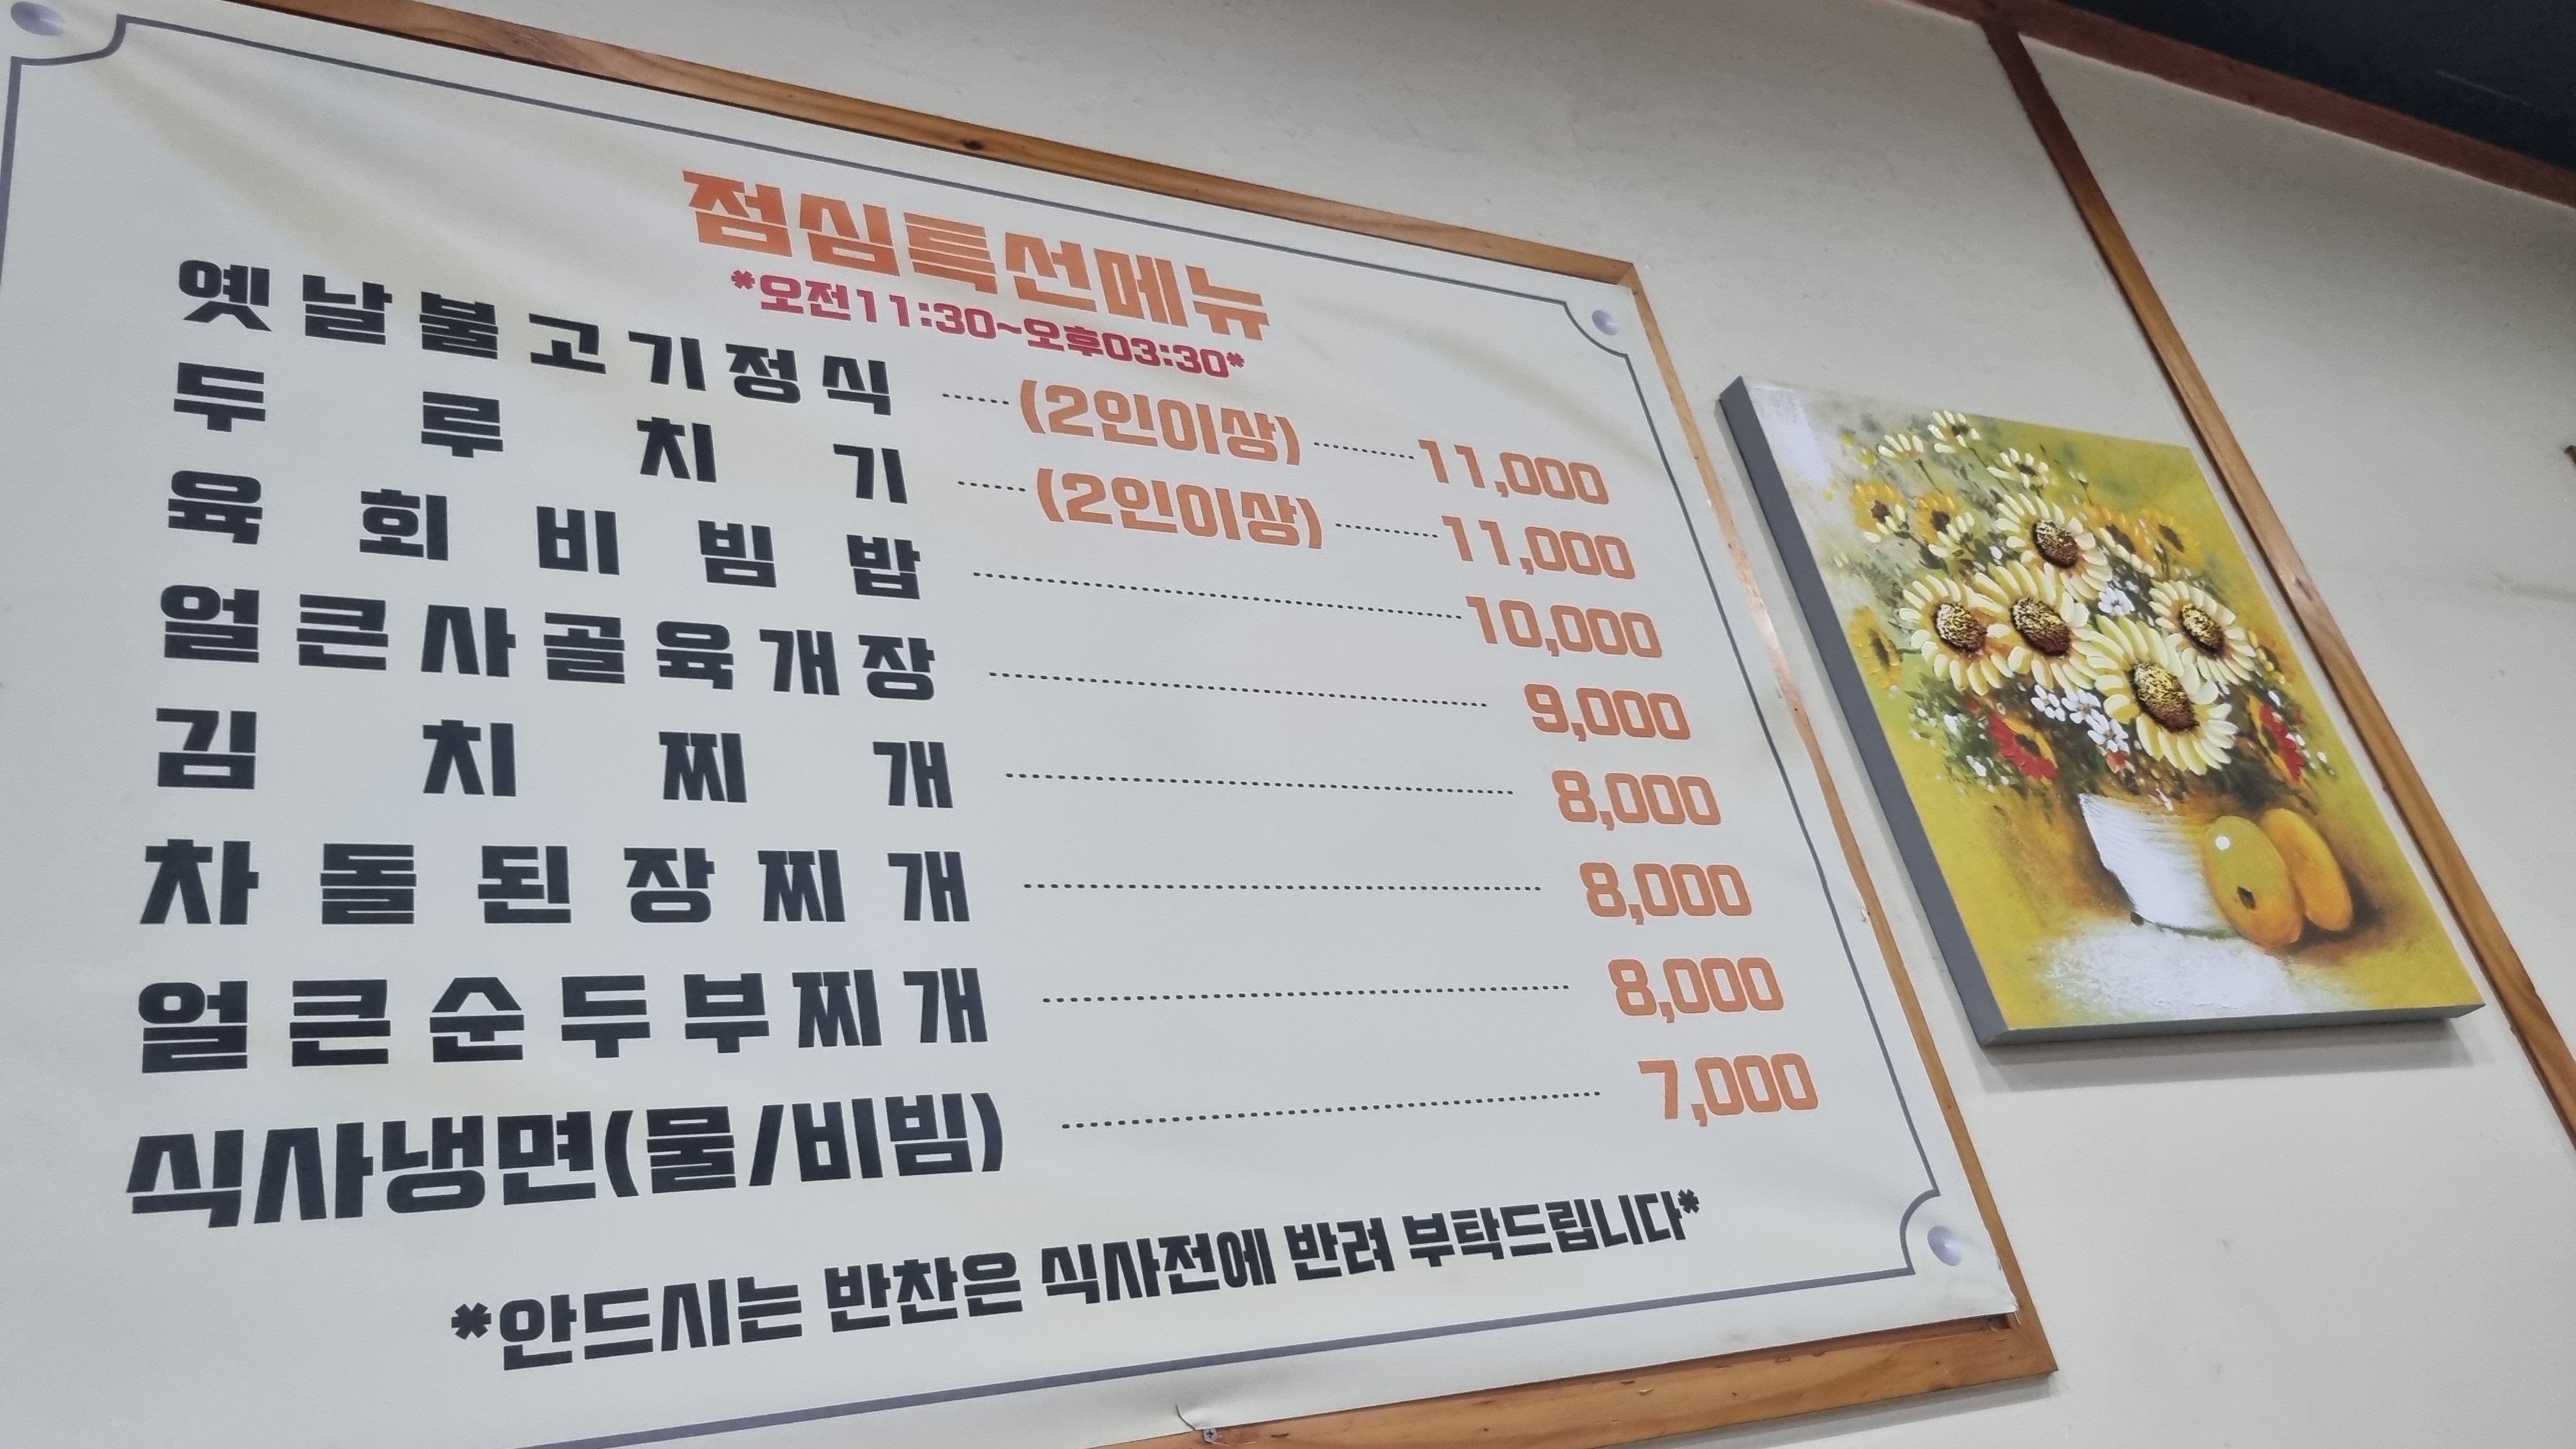 점심특선메뉴
*오전11:30~오후03:30*
옛날불고기정식 (2인이상) 11,000
두루치기 (2인이상) 11,000
육회비빔밥 10,000
얼큰사골육개장 9,000
김치찌개 8,000
차돌된장찌개 8,000
얼큰순두부찌개 8,000
식사냉면(물/비빔) 7,000
*안드시는 반찬은 식사전에 반려 부탁드립니다*